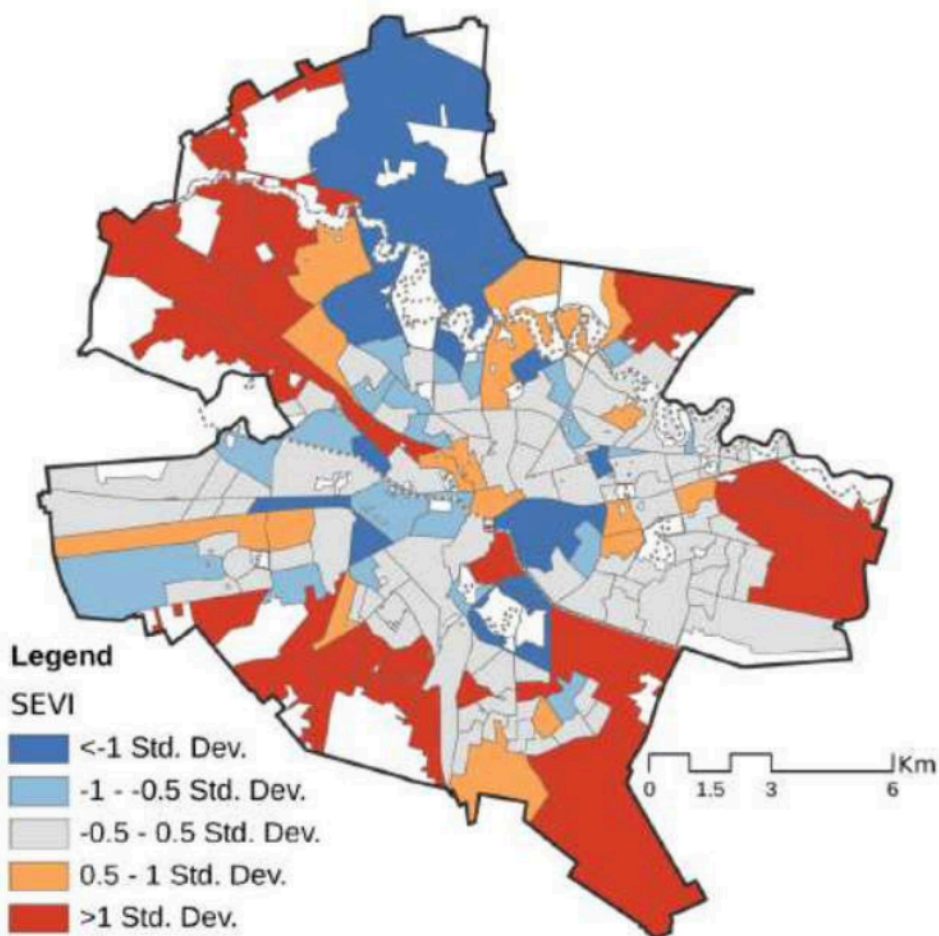 Legend
SEVI
<-1 Std. Dev.
-1 - -0.5 Std. Dev.
-0.5 - 0.5 Std. Dev.
0.5 - 1 Std. Dev.
>1 Std. Dev.
Km
0 1.5 3 6